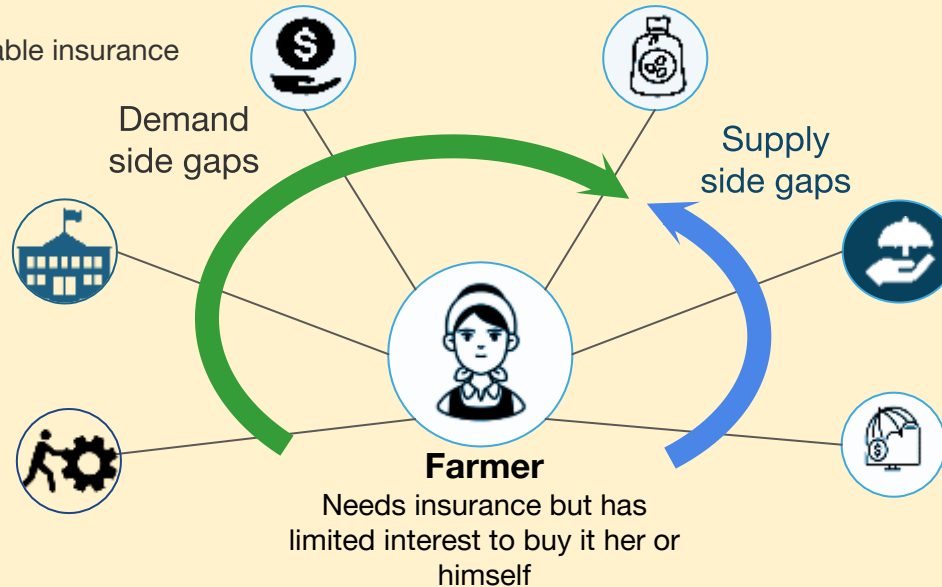 insurance
Demand
side gaps
Supply
side gaps
$
$
Farmer
Needs insurance but has
limited interest to buy it her or
himself